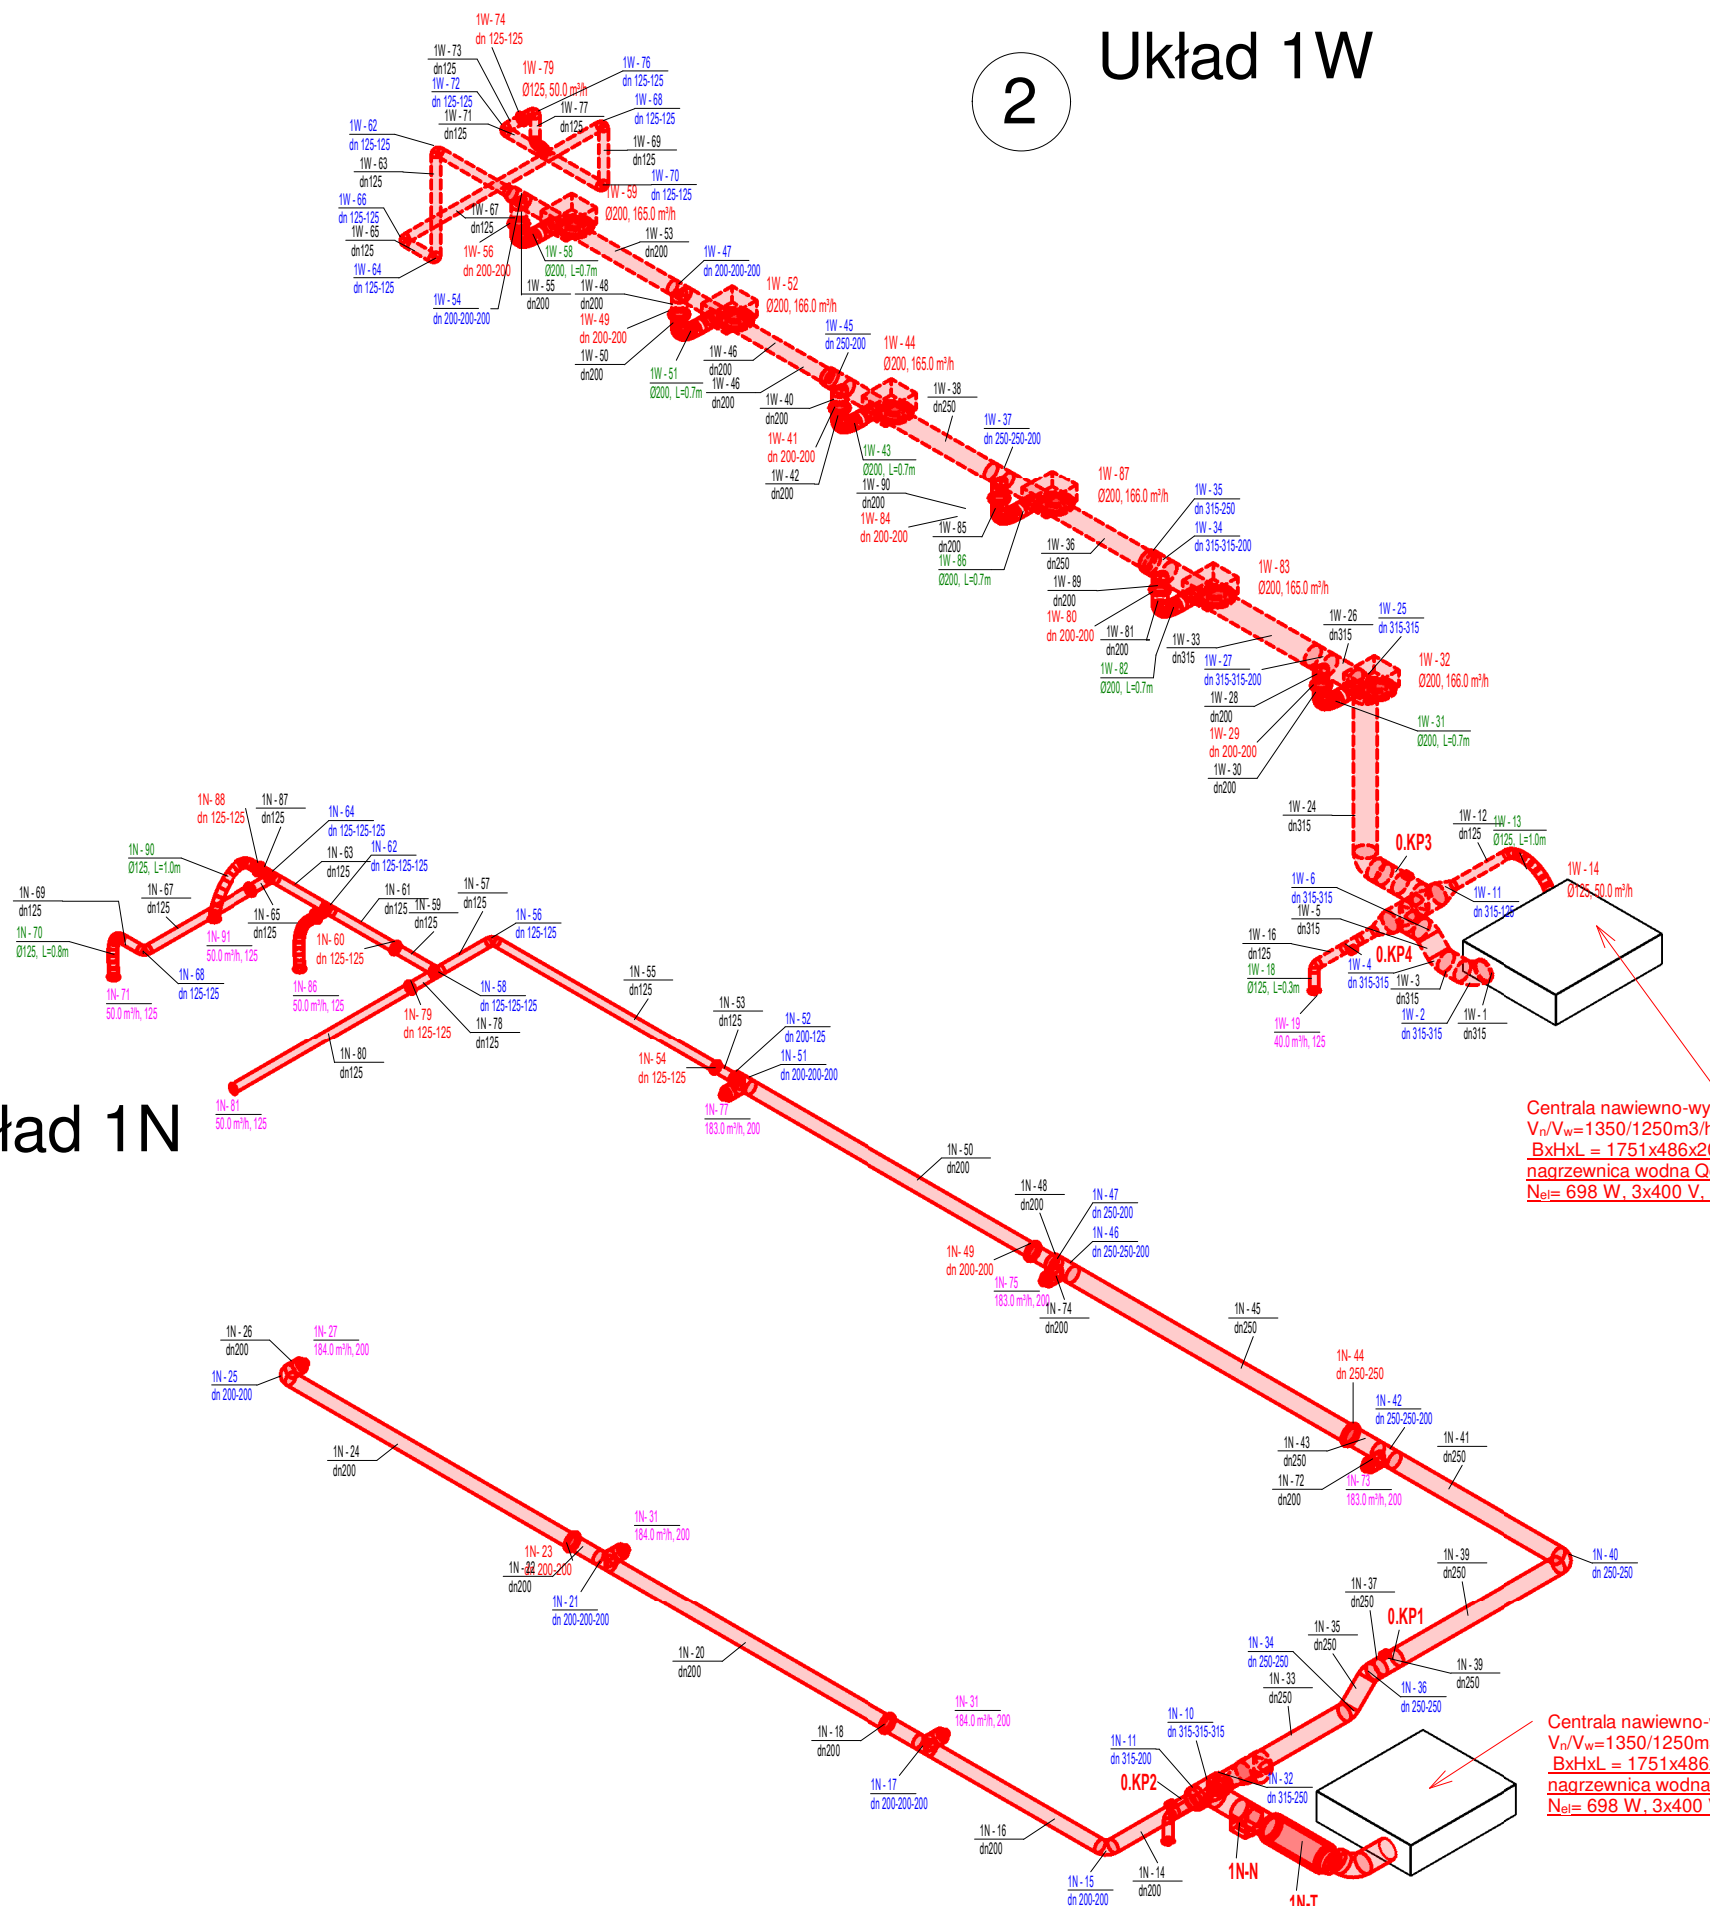 Układ 1W
2
1W- 74
dn 125-125
1W - 73
dn125
1W - 72
dn 125-125
1W - 79
Ø125, 50.0 m³/h
1W - 76
dn 125-125
1W - 77
dn125
1W - 68
dn 125-125
1W - 71
dn125
1W - 62
dn 125-125
1W - 69
dn125
1W - 63
dn125
1W - 70
dn 125-125
1W - 59
Ø200, 165.0 m³/h
1W - 66
dn 125-125
1W - 67
dn125
1W - 65
dn125
1W - 64
dn 125-125
1W- 56
dn 200-200
1W - 58
Ø200, L=0.7m
1W - 53
dn200
1W - 47
dn 200-200-200
1W - 54
dn 200-200-200
1W - 55
dn200
1W - 48
dn200
1W - 52
Ø200, 166.0 m³/h
1W- 49
dn 200-200
1W - 50
dn200
1W - 45
dn 250-200
1W - 44
Ø200, 165.0 m³/h
1W - 46
dn200
1W - 51
Ø200, L=0.7m
1W - 46
dn200
1W - 40
dn200
1W - 38
dn250
1W - 37
dn 250-250-200
1W- 41
dn 200-200
1W - 43
Ø200, L=0.7m
1W - 42
dn200
1W - 87
Ø200, 166.0 m³/h
1W - 90
dn200
1W- 84
dn 200-200
1W - 85
dn200
1W - 86
Ø200, L=0.7m
1W - 35
dn 315-250
1W - 34
dn 315-315-200
1W - 36
dn250
1W - 83
Ø200, 165.0 m³/h
1W - 89
dn200
1W- 80
dn 200-200
1W - 81
dn200
1W - 82
Ø200, L=0.7m
1W - 26
dn315
1W - 25
dn 315-315
1W - 33
dn315
1W - 27
dn 315-315-200
1W - 32
Ø200, 166.0 m³/h
1W - 28
dn200
1W- 29
dn 200-200
1W - 30
dn200
1W - 31
Ø200, L=0.7m
1W - 24
dn315
1W - 12
dn125
1W - 13
Ø125, L=1.0m
0.KP3
1W - 14
Ø125, 50.0 m³/h
1W - 6
dn 315-315
1W - 11
dn 315-125
1W - 5
dn315
1W - 16
dn125
0.KP4
1W - 18
Ø125, L=0.3m
1W - 4
dn 315-315
1W - 3
dn315
1W - 2
dn 315-315
1W - 1
dn315
1W- 19
40.0 m³/h, 125
Centrala nawiewno-wy
Vn/Vw=1350/1250m3/h
BxHxL = 1751x486x20
nagrzewnica wodna Q
Nel= 698 W, 3x400 V,
1N- 88
dn 125-125
1N - 87
dn125
1N - 64
dn 125-125-125
1N - 90
Ø125, L=1.0m
1N - 63
dn125
1N - 62
dn 125-125-125
1N - 69
dn125
1N - 67
dn125
1N - 61
dn125
1N - 59
dn125
1N - 57
dn125
1N - 65
dn125
1N - 56
dn 125-125
1N - 70
Ø125, L=0.8m
1N- 91
50.0 m³/h, 125
1N- 60
dn 125-125
1N - 68
dn 125-125
1N- 71
50.0 m³/h, 125
1N- 86
50.0 m³/h, 125
1N - 58
dn 125-125-125
1N - 55
dn125
1N- 79
dn 125-125
1N - 78
dn125
1N - 53
dn125
1N - 52
dn 200-125
1N - 80
dn125
1N- 54
dn 125-125
1N - 51
dn 200-200-200
1N- 81
50.0 m³/h, 125
1N- 77
183.0 m³/h, 200
ład 1N
1N - 50
dn200
1N - 48
dn200
1N - 47
dn 250-200
1N - 46
dn 250-250-200
1N- 49
dn 200-200
1N- 75
183.0 m³/h, 200
1N - 74
dn200
1N - 45
dn250
1N - 26
dn200
1N- 27
184.0 m³/h, 200
1N - 25
dn 200-200
1N- 44
dn 250-250
1N - 42
dn 250-250-200
1N - 43
dn250
1N - 41
dn250
1N - 24
dn200
1N - 72
dn200
1N- 73
183.0 m³/h, 200
1N- 31
184.0 m³/h, 200
1N- 23
dn 200-200
1N - 22
dn200
1N - 21
dn 200-200-200
1N - 39
dn250
1N - 40
dn 250-250
1N - 37
dn250
0.KP1
1N - 35
dn250
1N - 34
dn 250-250
1N - 20
dn200
1N - 33
dn250
1N - 39
dn250
1N - 36
dn 250-250
1N- 31
184.0 m³/h, 200
1N - 10
dn 315-315-315
1N - 18
dn200
1N - 11
dn 315-200
0.KP2
1N - 32
dn 315-250
1N - 17
dn 200-200-200
Centrala nawiewno-
Vn/Vw=1350/1250m
BxHxL = 1751x486
nagrzewnica wodna
Nel= 698 W, 3x400
1N - 16
dn200
1N - 14
dn200
1N - 15
dn 200-200
1N-N
1N-T